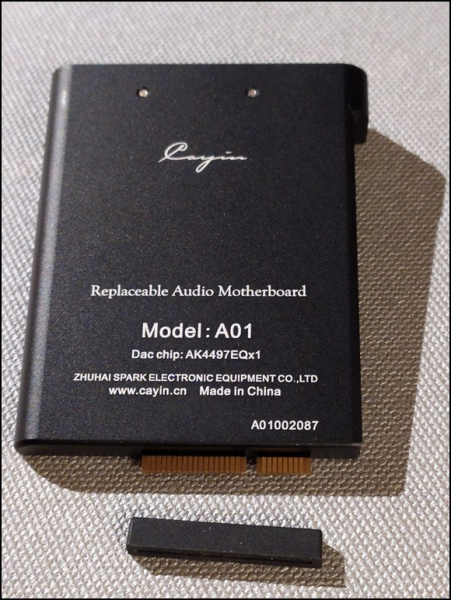 Cayin
Replaceable Audio Motherboard
Model: A01
Dac chip: AK4497EQx1
ZHUHAI SPARK ELECTRONIC EQUIPMENT CO.,LTD
www.cayin.cn Made in China
A01002087